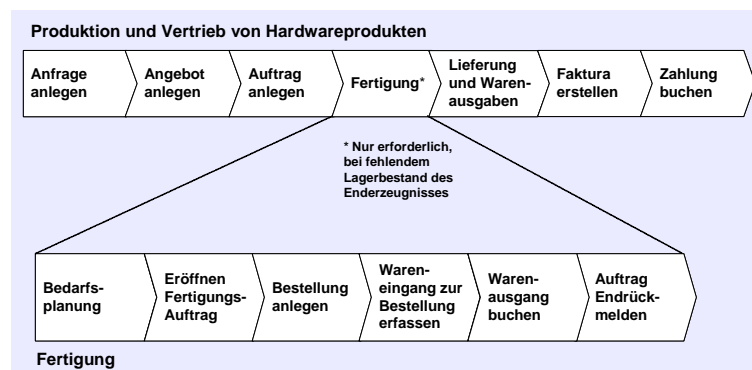 Produktion und Vertrieb von Hardwareprodukten
Anfrage
anlegen
Angebot
anlegen
Auftrag
anlegen
Fertigung*
Lieferung
und Waren-
ausgaben
Faktura
erstellen
Zahlung
buchen
* Nur erforderlich,
bei fehlendem
Lagerbestand des
Enderzeugnisses
Bedarfs-
planung
Eröffnen
Fertigungs-
Auftrag
Bestellung
anlegen
Waren-
eingang zur
Bestellung
erfassen
Waren-
ausgang
buchen
Auftrag
Endrück-
melden
Fertigung